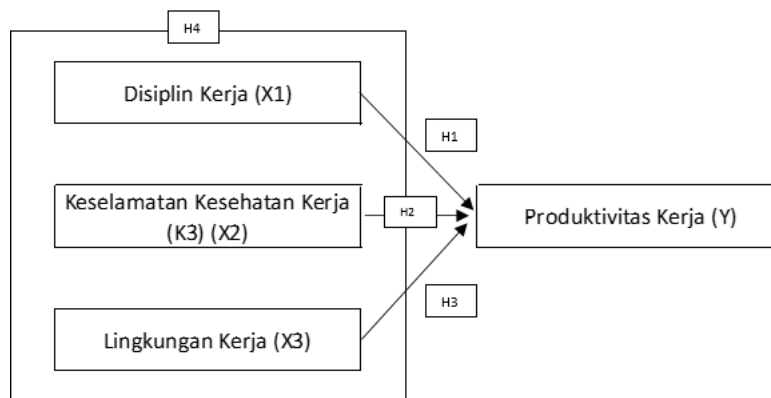 H4
Disiplin Kerja (X1)
H1
Keselamatan Kesehatan Kerja
(K3) (X2)
H2
Produktivitas Kerja (Y)
H3
Lingkungan Kerja (X3)